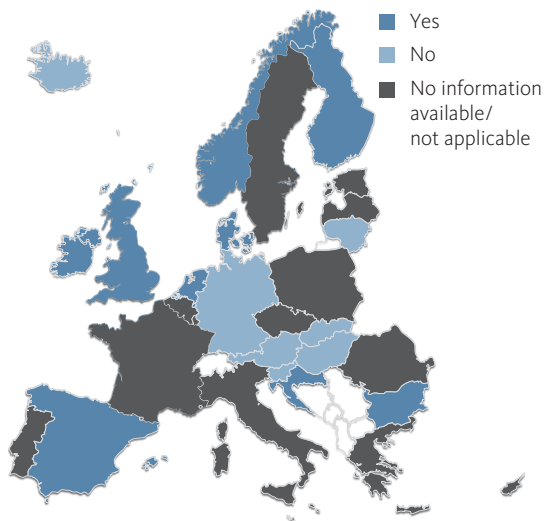 Yes
No
No information
available/
not applicable